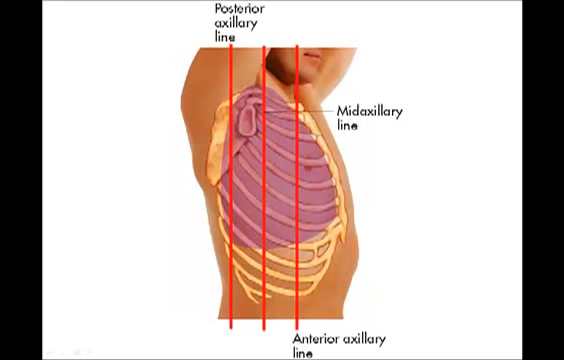 Posterior
axillary
line
Midaxillary
line
Anterior axillary
line